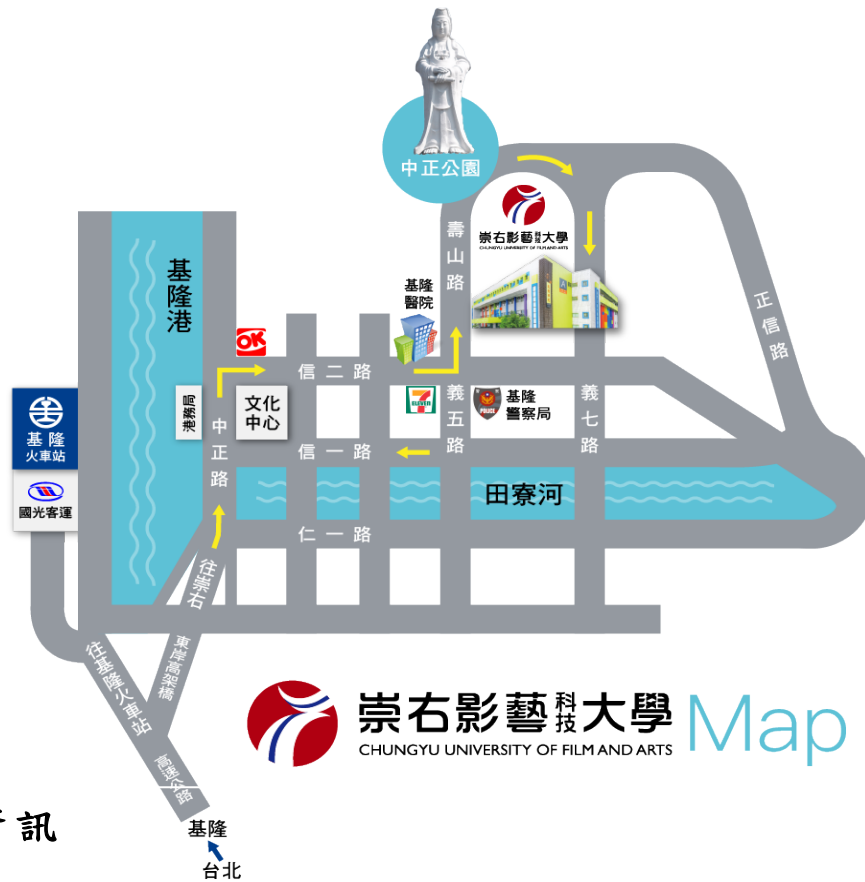 中正公園
崇右影藝科技大學
CHUNGYU UNIVERSITY OF FILM AND ARTS
壽山路
正信路
基隆港
基隆
醫院
OK
信二路
港務局
文化
中心
中正路
7
ELEVEN
義五路
POLICE
基隆
警察局
義七路
基隆
火車站
國光客運
信一路
田寮河
仁一路
往崇右
東岸高架橋
往基隆火車站
高速公路
崇右影藝科技大學 Map
CHUNGYU UNIVERSITY OF FILM AND ARTS
訊
基隆
台北